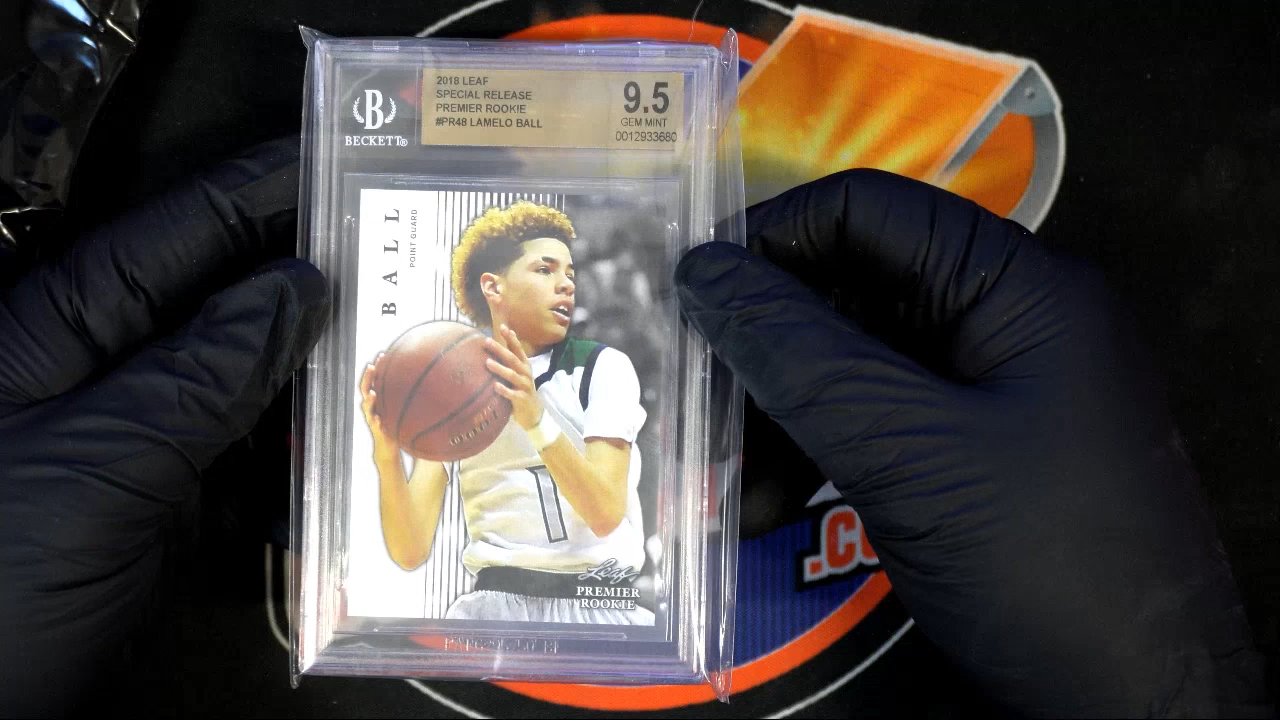 2018 LEAF
SPECIAL RELEASE
PREMIER ROOKIE
#PR48 LAMELO BALL
9.5
GEM MINT
0012933680
B
BECKETT®
BALL
POINT GUARD
1
Leaf
PREMIER
ROOKIE